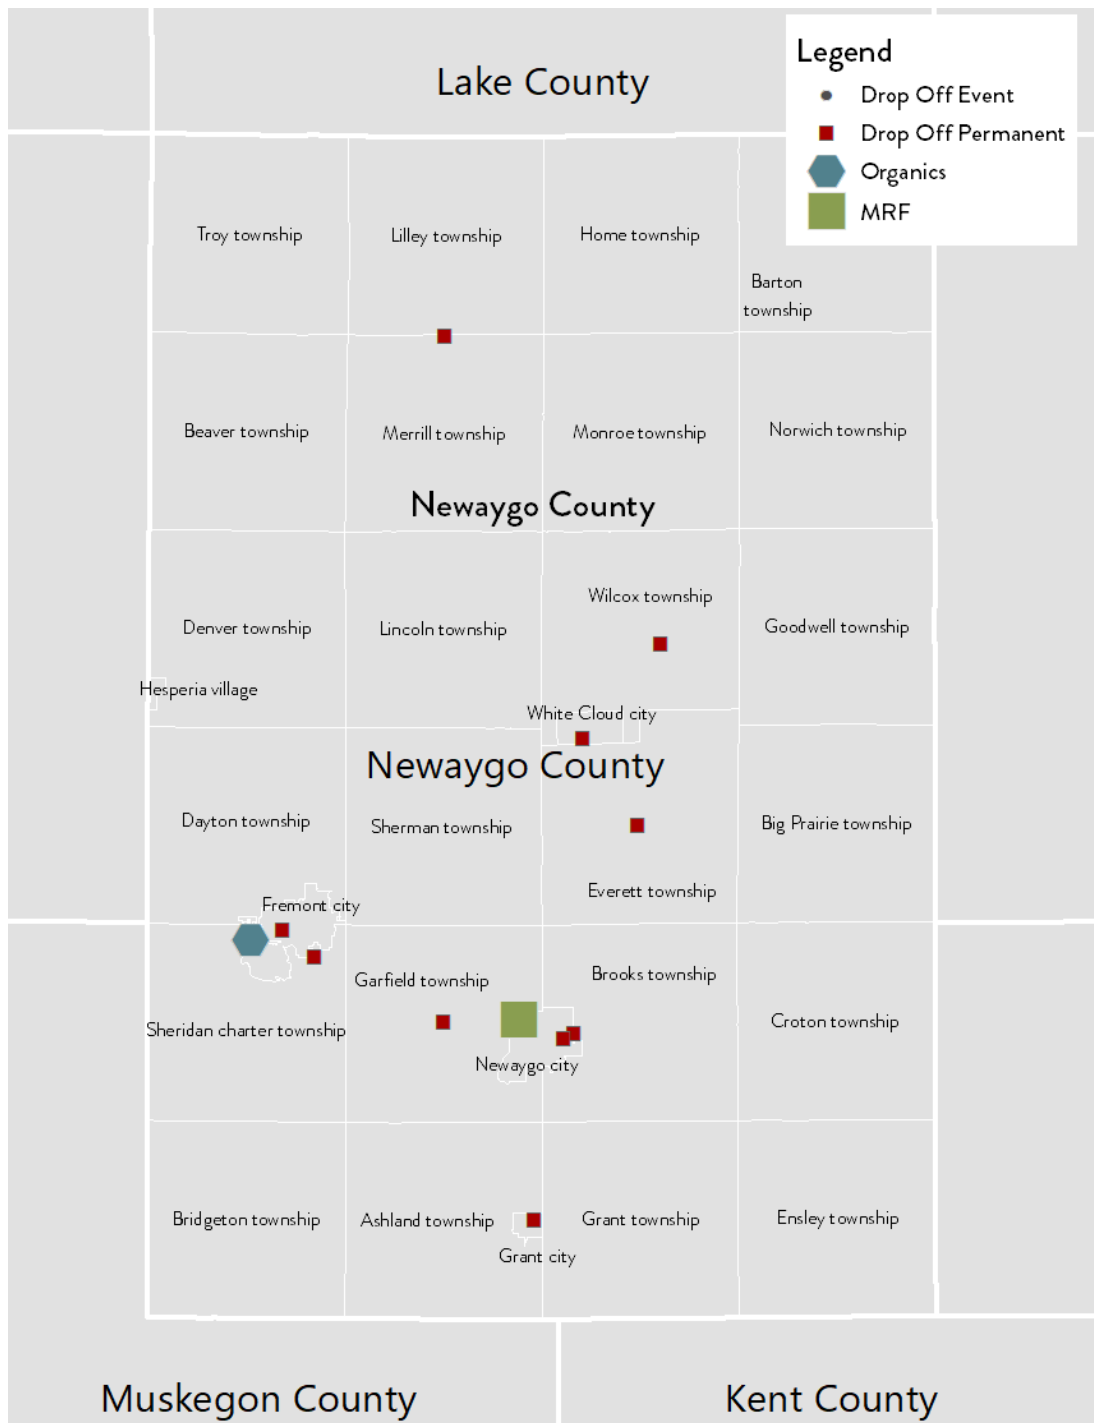 Legend
Drop Off Event
Drop Off Permanent
Organics
MRF
Lake County
Troy township
Lilley township
Home township
Barton
township
Beaver township
Merrill township
Monroe township
Norwich township
Newaygo County
Wilcox township
Denver township
Lincoln township
Goodwell township
Hesperia village
White Cloud city
Newaygo County
Dayton township
Sherman township
Big Prairie township
Everett township
Fremont city
Garfield township
Brooks township
Sheridan charter township
Croton township
Newaygo city
Bridgeton township
Ashland township
Grant township
Ensley township
Grant city
Muskegon County
Kent County